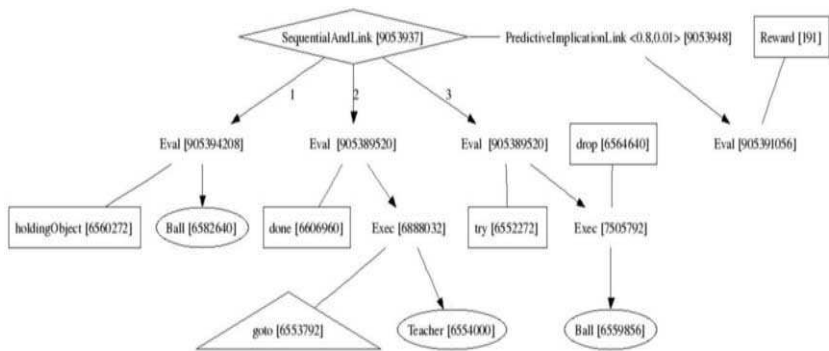 SequentialAndLink [9053937]
PredictiveImplicationLink <0.8,0.01> [9053948]
Reward [191]
1
2
3
Eval [905394208]
Eval [905389520]
Eval [905389520]
drop [6564640]
Eval [905391056]
holdingObject [6560272]
Ball [6582640]
done [6606960]
Exec [6888032]
try [6552272]
Exec [7505792]
goto [6553792]
Teacher [6554000]
Ball [6559856]